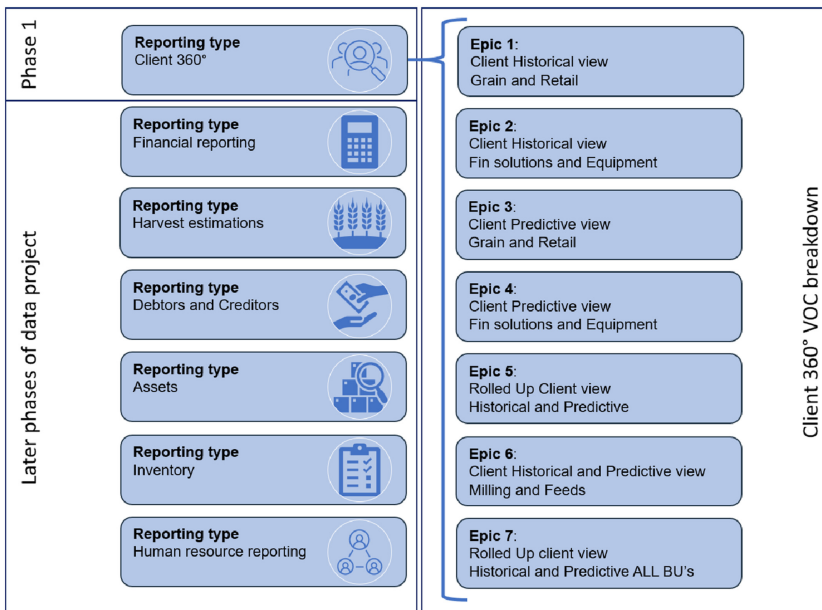 Phase 1
Reporting type
Client 360°
Later phases of data project
Reporting type
Financial reporting
Reporting type
Harvest estimations
Reporting type
Debtors and Creditors
Reporting type
Assets
Reporting type
Inventory
Reporting type
Human resource reporting
Epic 1:
Client Historical view
Grain and Retail
Epic 2:
Client Historical view
Fin solutions and Equipment
Epic 3:
Client Predictive view
Grain and Retail
Epic 4:
Client Predictive view
Fin solutions and Equipment
Epic 5:
Rolled Up Client view
Historical and Predictive
Epic 6:
Client Historical and Predictive view
Milling and Feeds
Epic 7:
Rolled Up client view
Historical and Predictive ALL BU's
Client 360° VOC breakdown